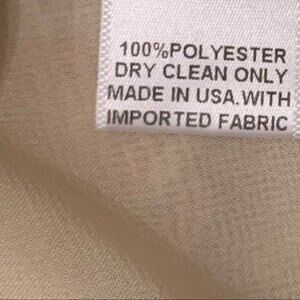 100%POLYESTER
DRY CLEAN ONLY
MADE IN USA.WITH
IMPORTED FABRIC